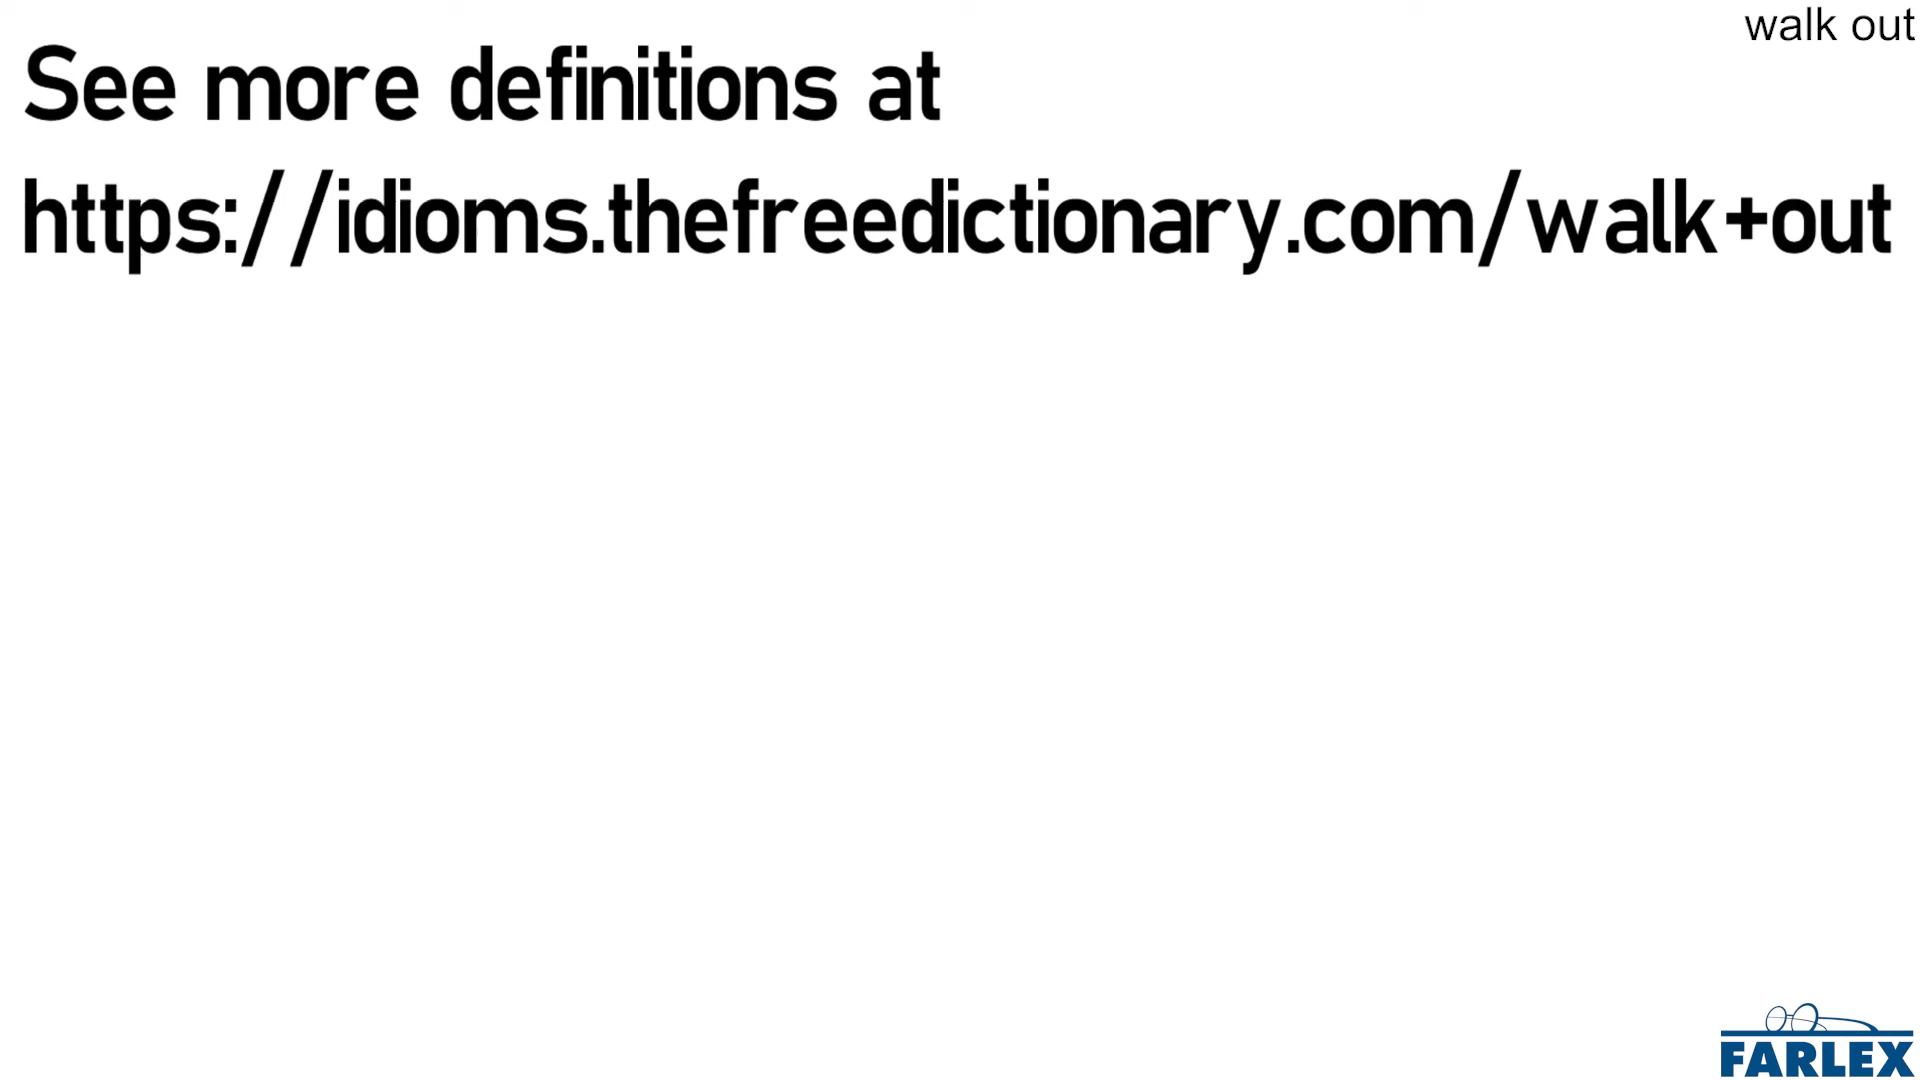 walk out
See more definitions at
https://idioms.thefreedictionary.com/walk+out
FARLEX